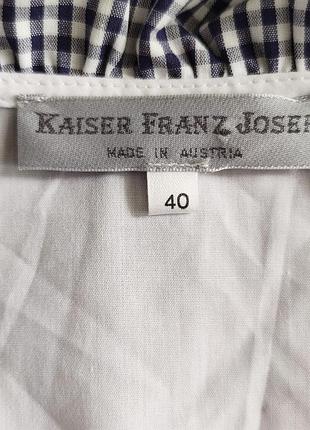 KAISER FRANZ JOSEF
MADE IN AUSTRIA
40